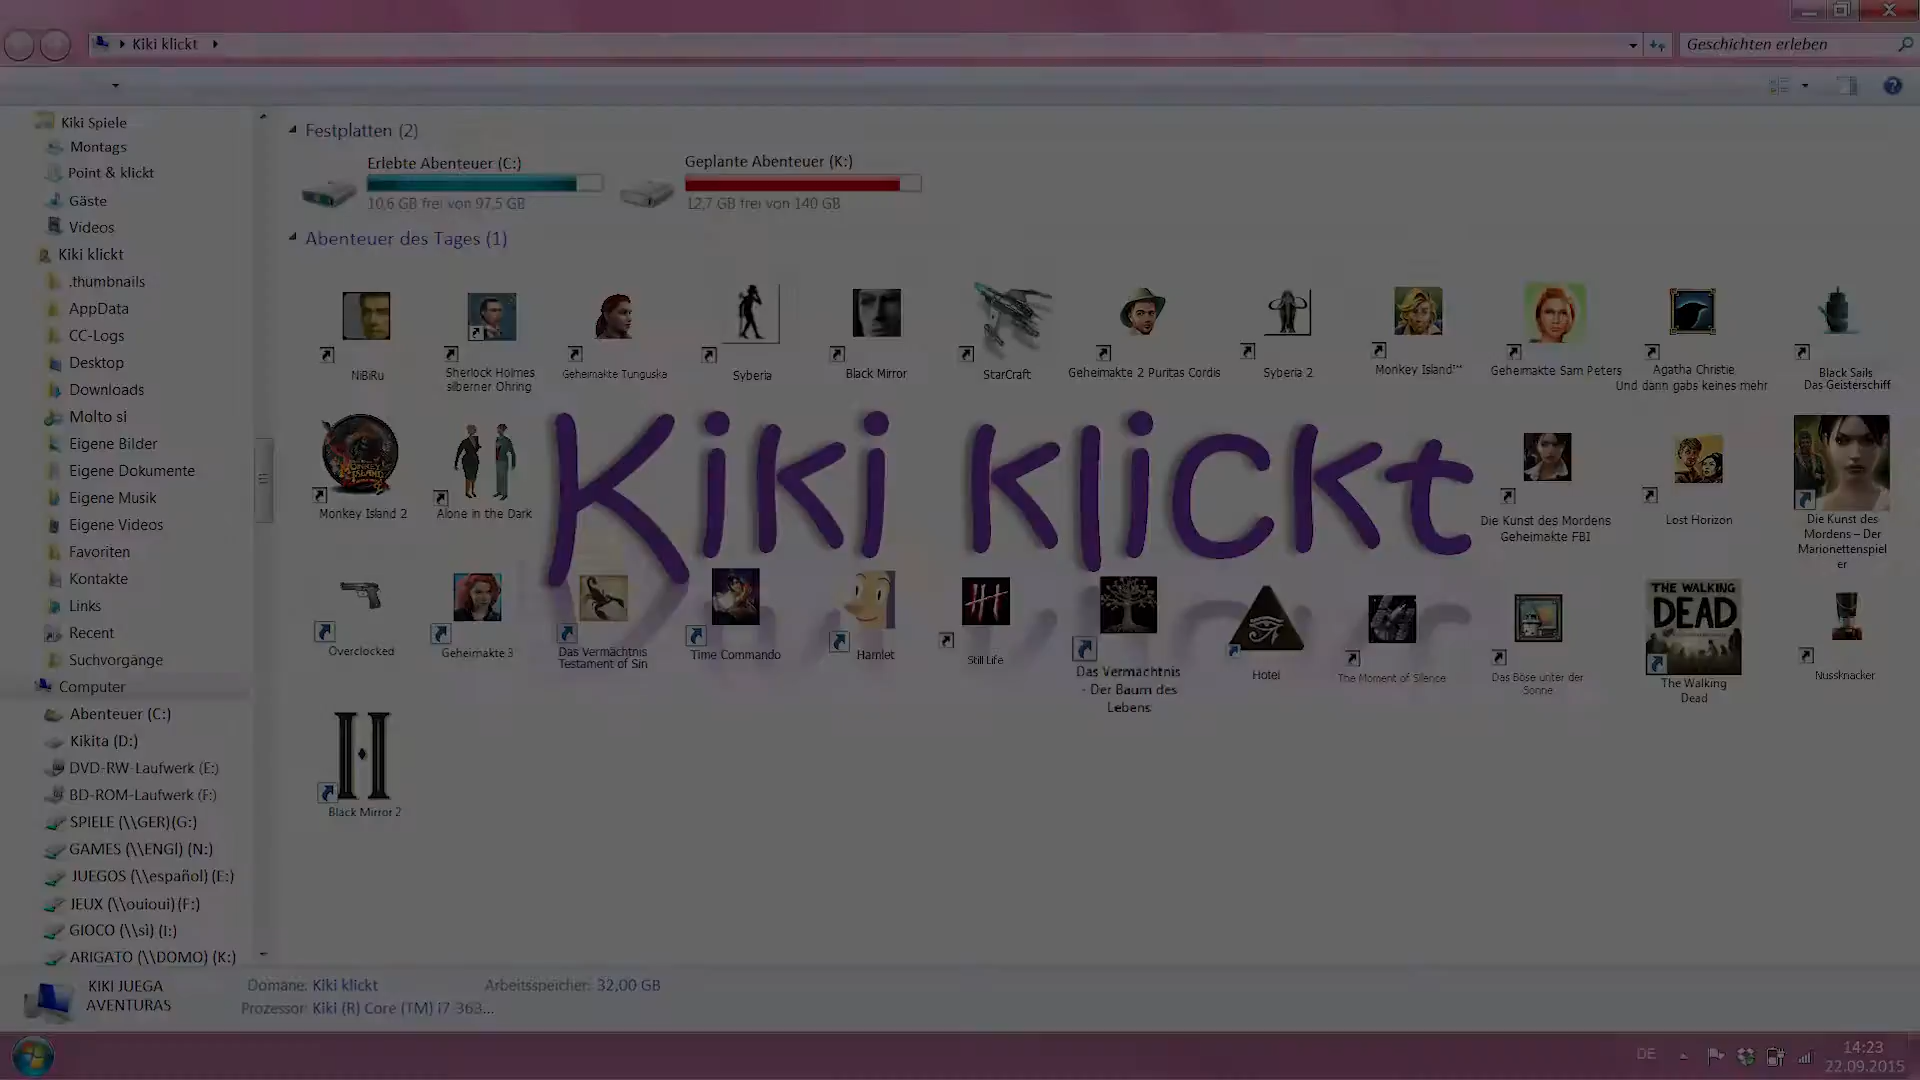 Kiki klickt
Geschichten erleben
Kiki Spiele
Montags
Point & klickt
Gäste
Videos
Kiki klickt
.thumbnails
AppData
CC-Logs
Desktop
Downloads
Molto si
Eigene Bilder
Eigene Dokumente
Eigene Musik
Eigene Videos
Favoriten
Kontakte
Links
Recent
Suchvorgänge
Computer
Abenteuer (C:)
Kikita (D:)
DVD-RW-Laufwerk (E:)
BD-ROM-Laufwerk (F:)
SPIELE (\\GER)(G:)
GAMES (\\ENGl) (N:)
JUEGOS (\\español) (E:)
JEUX (\\ouioui)(F:)
GIOCO (\\sì) (I:)
ARIGATO (\\DOMO) (K:)
Festplatten (2)
Erlebte Abenteuer (C:)
10,6 GB frei von 97,5 GB
Geplante Abenteuer (K:)
12,7 GB frei von 140 GB
Abenteuer des Tages (1)
NiBiRu
Sherlock Holmes
silberner Ohring
Geheimakte Tunguska
Syberia
Black Mirror
StarCraft
Geheimakte 2 Puritas Cordis
Syberia 2
Monkey Island™
Geheimakte Sam Peters
Agatha Christie
Und dann gabs keines mehr
Black Sails
Das Geisterschiff
Monkey Island 2
Alone in the Dark
Kiki klickt
Die Kunst des Mordens
Geheimakte FBI
Lost Horizon
Die Kunst des
Mordens – Der
Marionettenspiel
er
Overclocked
Geheimakte 3
Das Vermächtnis
Testament of Sin
Time Commando
Hamlet
Still Life
Das Vermächtnis
- Der Baum des
Lebens
Hotel
The Moment of Silence
Das Böse unter der
Sonne
THE WALKING
DEAD
The Walking
Dead
Nussknacker
Black Mirror 2
KIKI JUEGA
AVENTURAS
Domäne: Kiki klickt
Arbeitsspeicher: 32,00 GB
Prozessor: Kiki (R) Core (TM) i7-363...
DE
14:23
22.09.2015